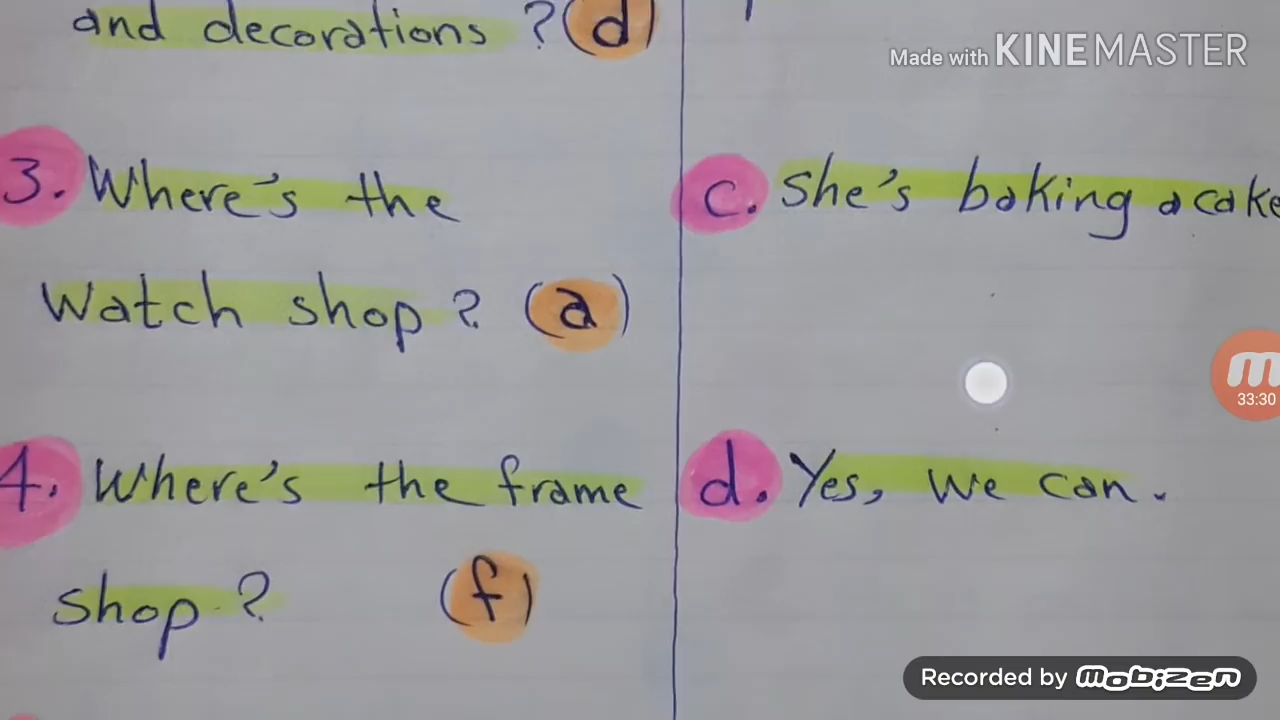 and decorations ? (d)
3. Where's the
Watch shop ? (a)
4. Where's the frame
shop ? (f)
c. She's baking a cake
d. Yes, we can.
Made with KINEMASTER
33:30
Recorded by Mobizen